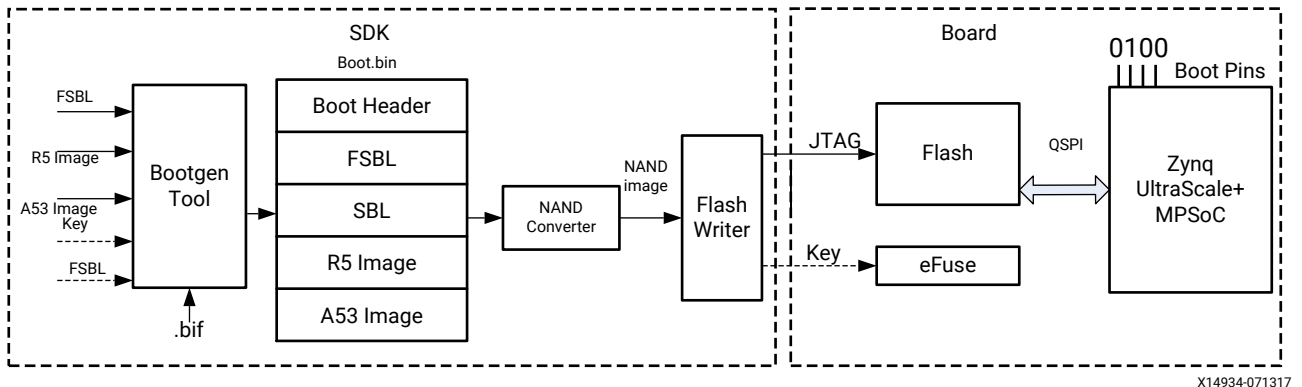 SDK
Boot.bin
FSBL
R5 Image
A53 Image
Key
FSBL
Bootgen
Tool
.bif
Boot Header
FSBL
SBL
R5 Image
A53 Image
NAND
Converter
NAND
image
Flash
Writer
Board
JTAG
Key
Flash
eFuse
QSPI
0100
Boot Pins
Zynq
UltraScale+
MPSoC
X14934-071317